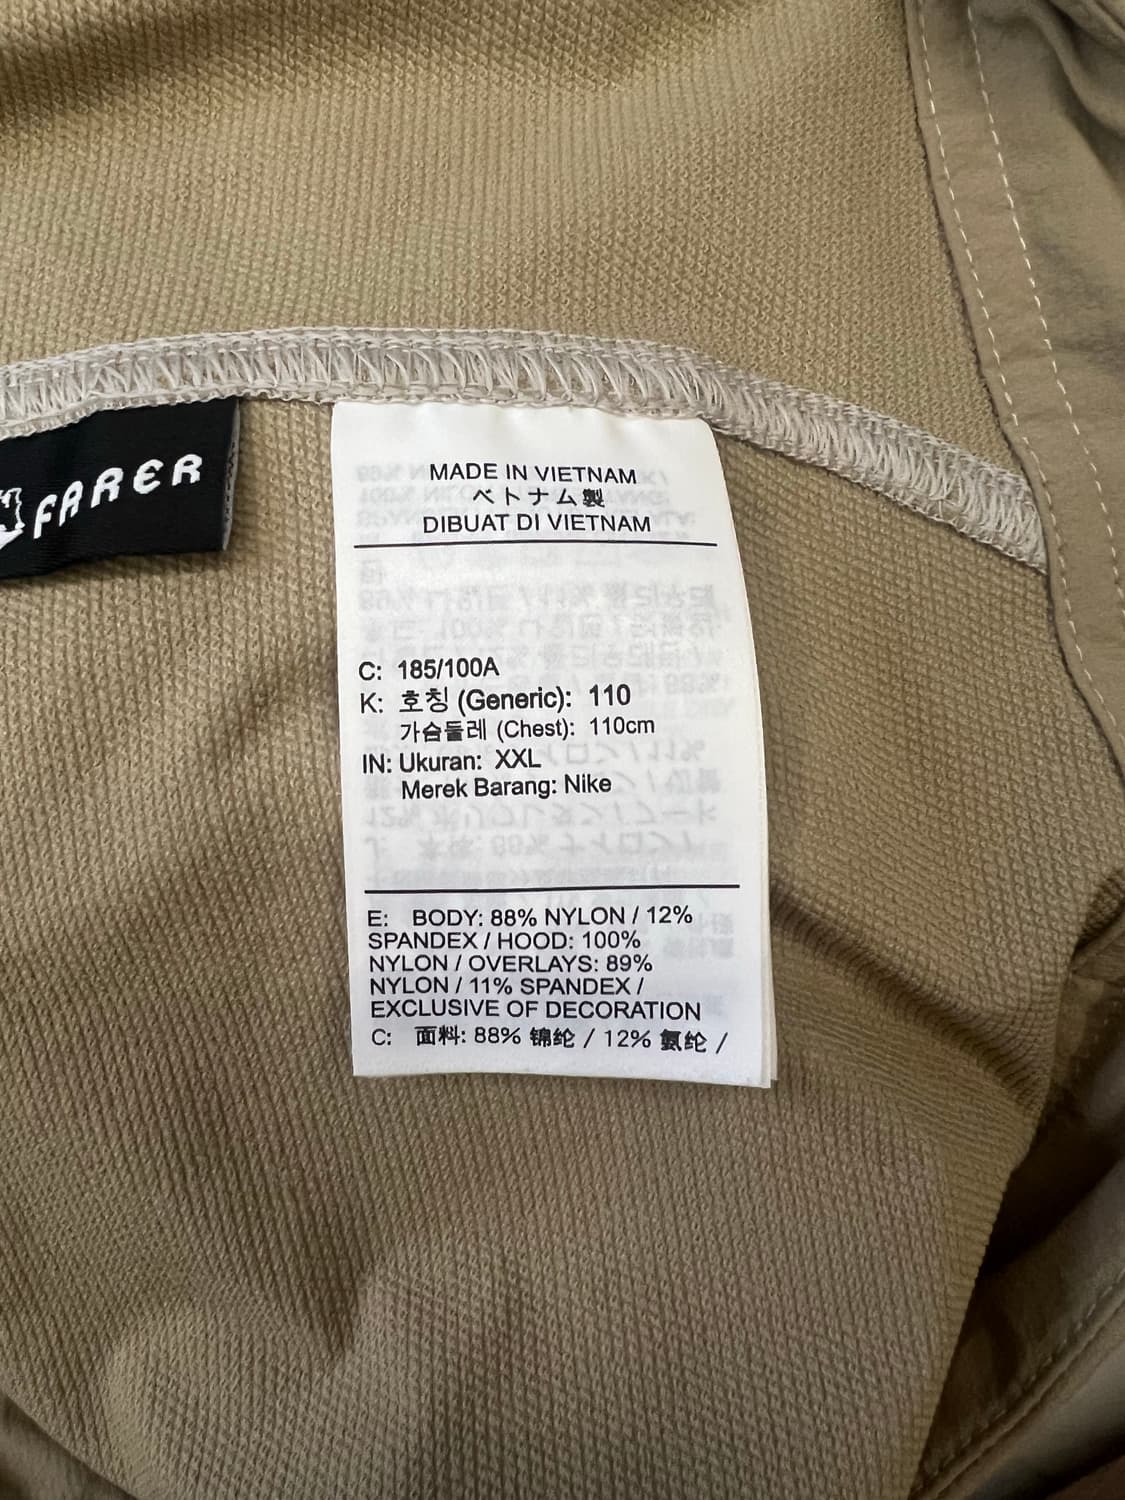 FARER
MADE IN VIETNAM
ベトナム製
DIBUAT DI VIETNAM
C: 185/100A
K: 호칭 (Generic): 110
가슴둘레 (Chest): 110cm
IN: Ukuran: XXL
Merek Barang: Nike
E: BODY: 88% NYLON / 12%
SPANDEX / HOOD: 100%
NYLON / OVERLAYS: 89%
NYLON / 11% SPANDEX /
EXCLUSIVE OF DECORATION
C: 面料: 88% 锦纶 / 12% 氨纶 /